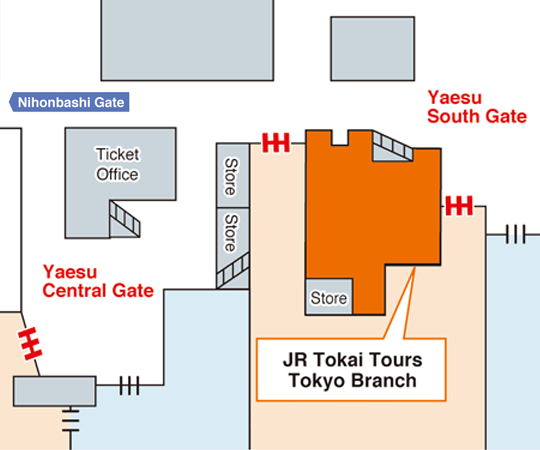 Nihonbashi Gate
Yaesu
South Gate
Ticket
Office
Store
Store
Yaesu
Central Gate
Store
JR Tokai Tours
Tokyo Branch